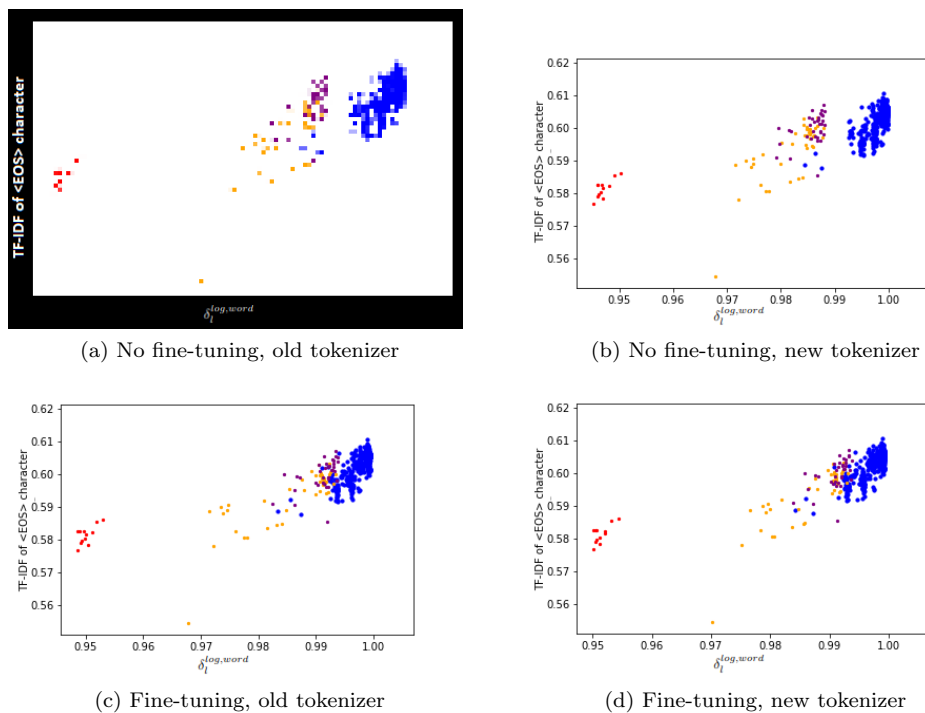 TF-IDF of <EOS> character
δ_l^{log,word}
(a) No fine-tuning, old tokenizer
TF-IDF of <EOS> character
0.62
0.61
0.60
0.59
0.58
0.57
0.56
0.95 0.96 0.97 0.98 0.99 1.00
δ_l^{log,word}
(b) No fine-tuning, new tokenizer
TF-IDF of <EOS> character
0.62
0.61
0.60
0.59
0.58
0.57
0.56
0.95 0.96 0.97 0.98 0.99 1.00
δ_l^{log,word}
(c) Fine-tuning, old tokenizer
TF-IDF of <EOS> character
0.62
0.61
0.60
0.59
0.58
0.57
0.56
0.95 0.96 0.97 0.98 0.99 1.00
δ_l^{log,word}
(d) Fine-tuning, new tokenizer